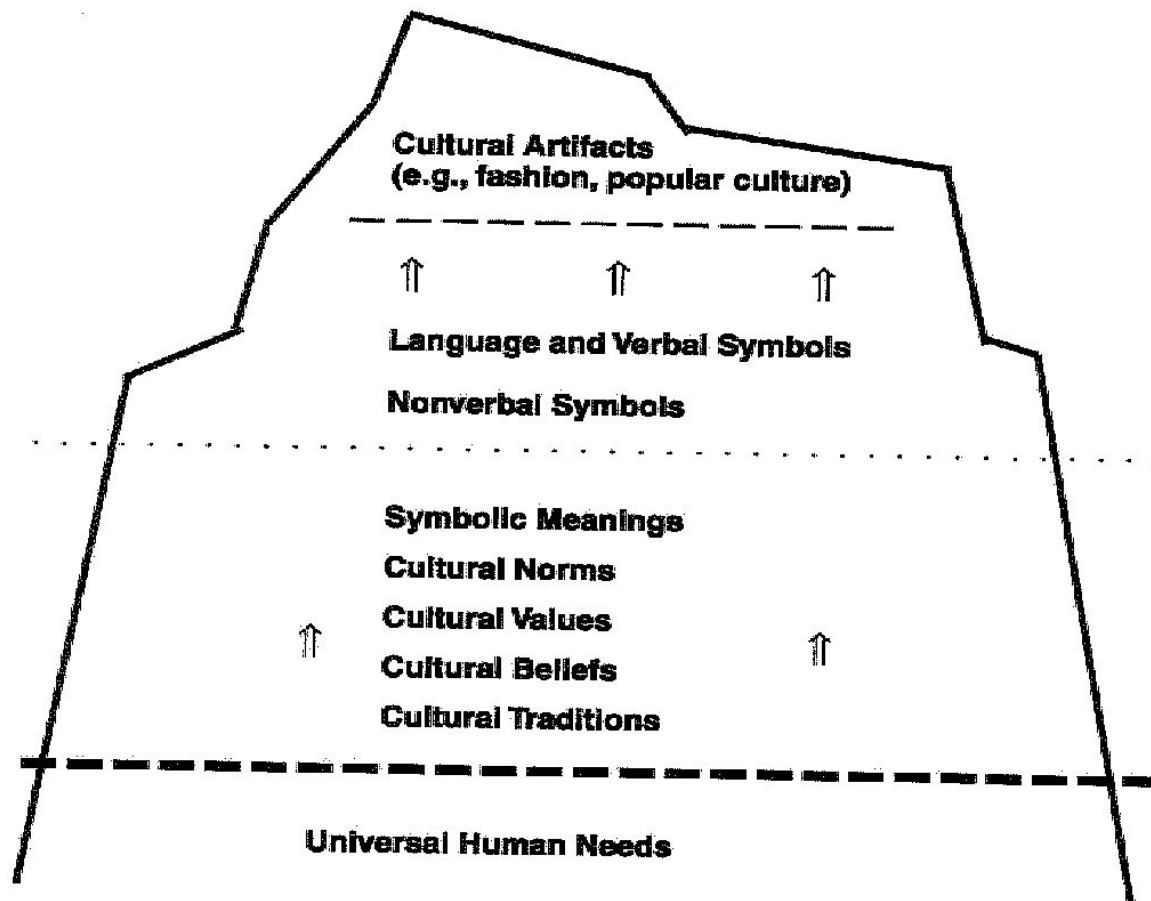 Cultural Artifacts
(e.g., fashion, popular culture)
Language and Verbal Symbols
Nonverbal Symbols
Symbolic Meanings
Cultural Norms
Cultural Values
Cultural Beliefs
Cultural Traditions
Universal Human Needs